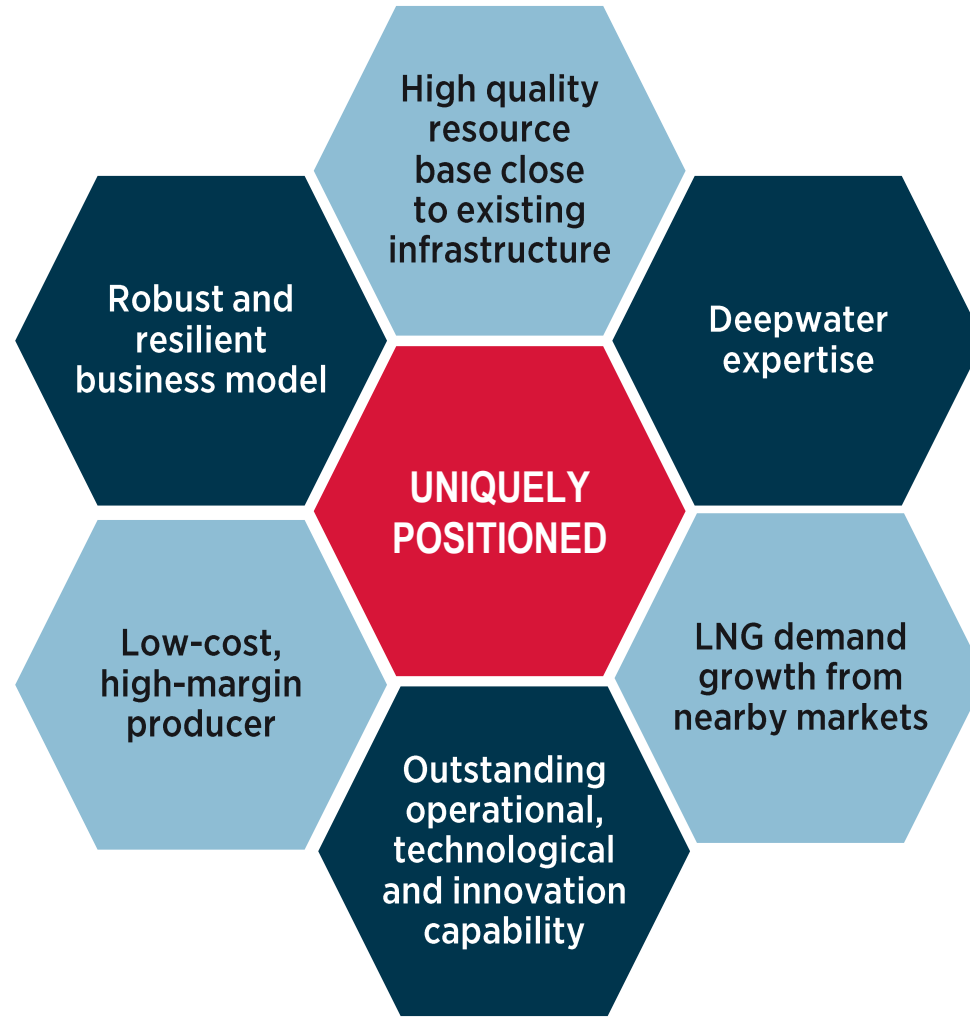 High quality
resource
base close
to existing
infrastructure
Robust and
resilient
business model
Deepwater
expertise
UNIQUELY
POSITIONED
Low-cost,
high-margin
producer
LNG demand
growth from
nearby markets
Outstanding
operational,
technological
and innovation
capability